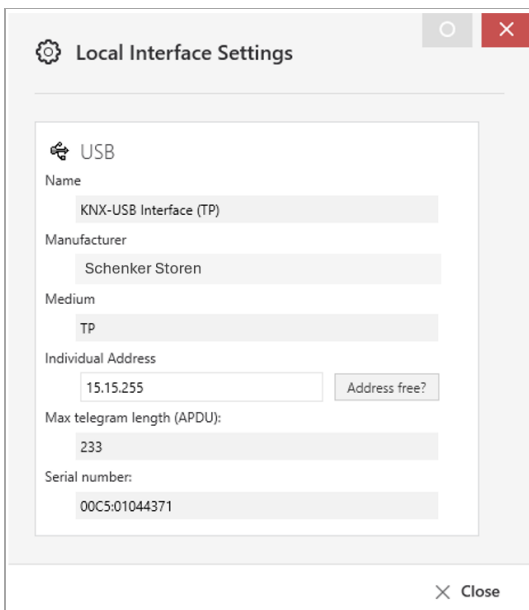 Local Interface Settings
USB
Name
KNX-USB Interface (TP)
Manufacturer
Schenker Storen
Medium
TP
Individual Address
15.15.255
Address free?
Max telegram length (APDU):
233
Serial number:
00C5:01044371
Close